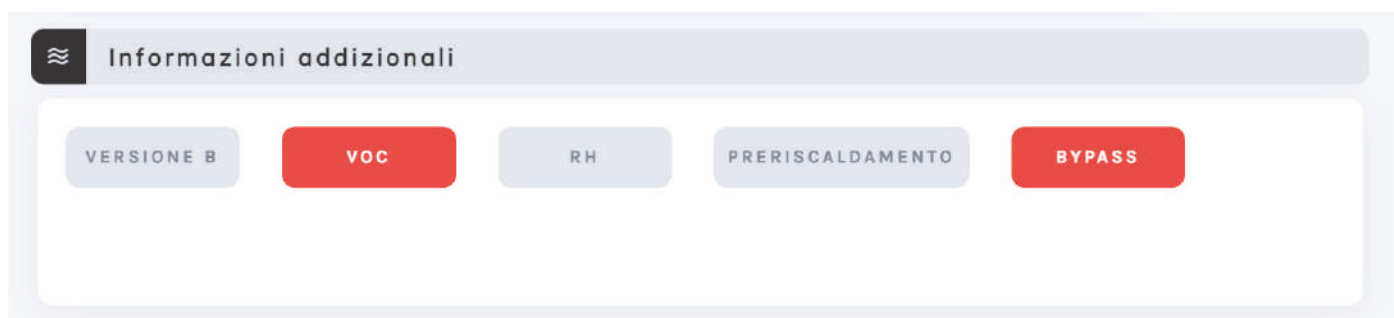 Informazioni addizionali
VERSIONE B VOC RH PRERISCALDAMENTO BYPASS